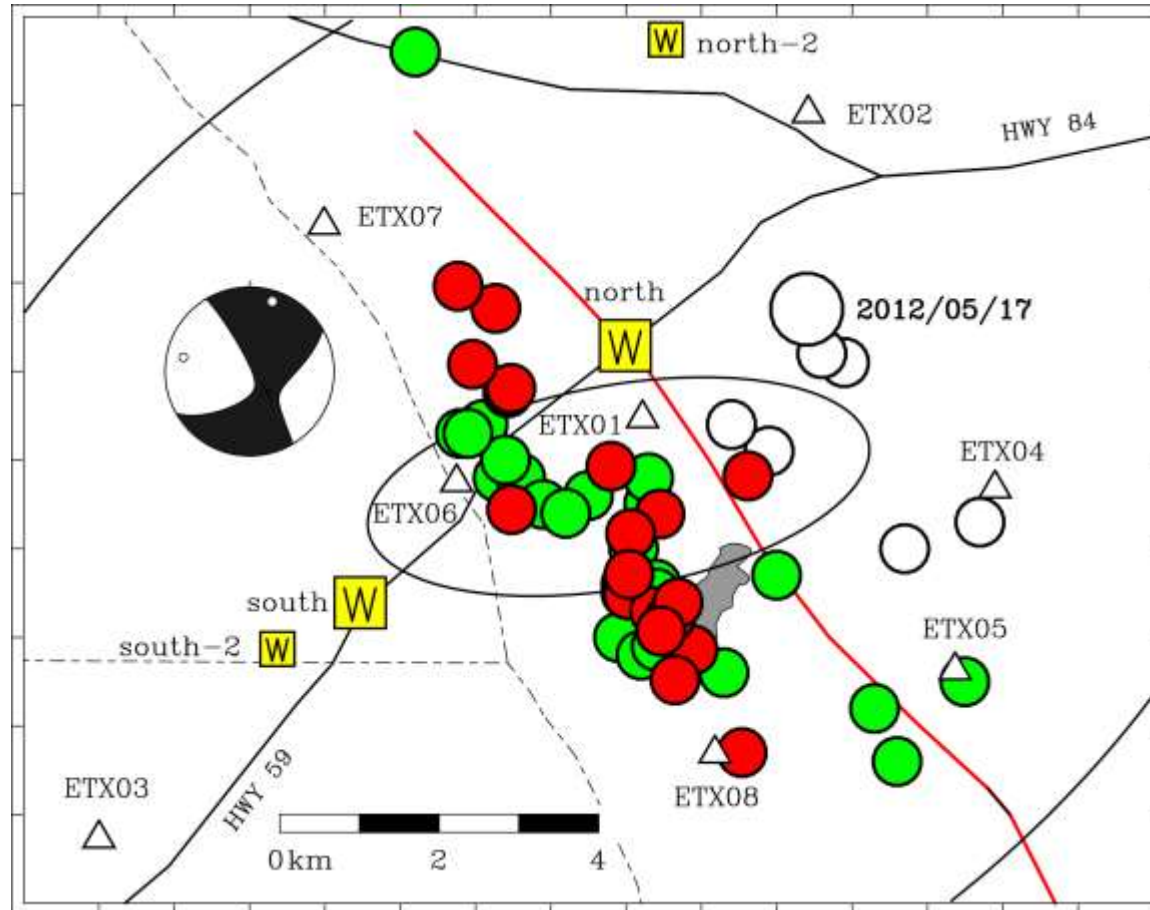 W north-2
ETX02
HWY 84
ETX07
north
2012/05/17
W
ETX01
ETX04
ETX06
south W
south-2 W
ETX05
ETX03
HWY 59
ETX08
0km 2 4